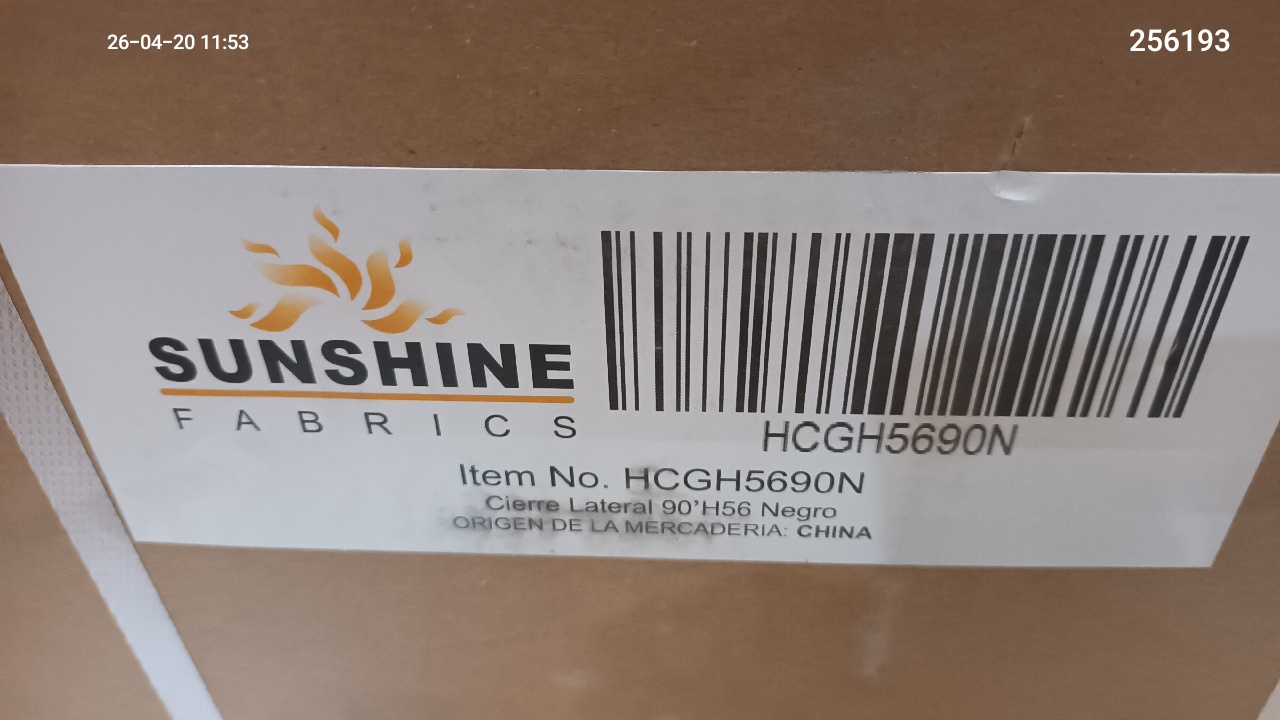 26-04-20 11:53
256193
SUNSHINE
FABRICS
HCGH5690N
Item No. HCGH5690N
Cierre Lateral 90'H56 Negro
ORIGEN DE LA MERCADERIA: CHINA